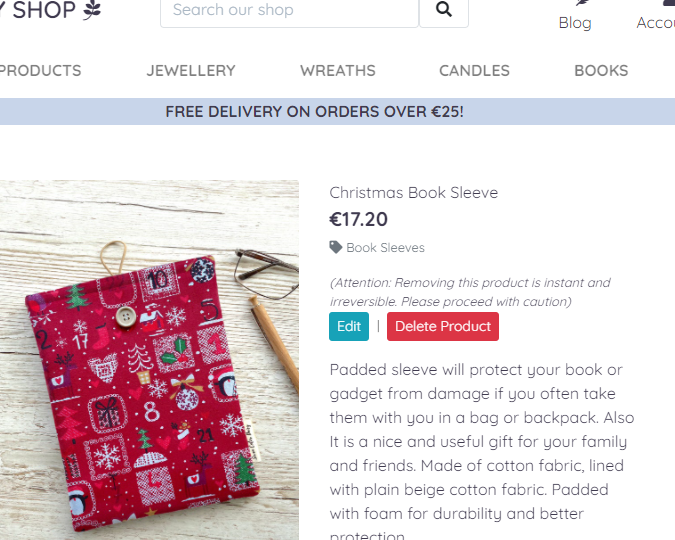 SHOP
Search our shop
Blog
PRODUCTS JEWELLERY WREATHS CANDLES BOOKS
FREE DELIVERY ON ORDERS OVER €25!
Christmas Book Sleeve
€17.20
Book Sleeves
(Attention: Removing this product is instant and
irreversible. Please proceed with caution)
Edit | Delete Product
Padded sleeve will protect your book or
gadget from damage if you often take
them with you in a bag or backpack. Also
It is a nice and useful gift for your family
and friends. Made of cotton fabric, lined
with plain beige cotton fabric. Padded
with foam for durability and better
protection
10
5
2
17
8
21